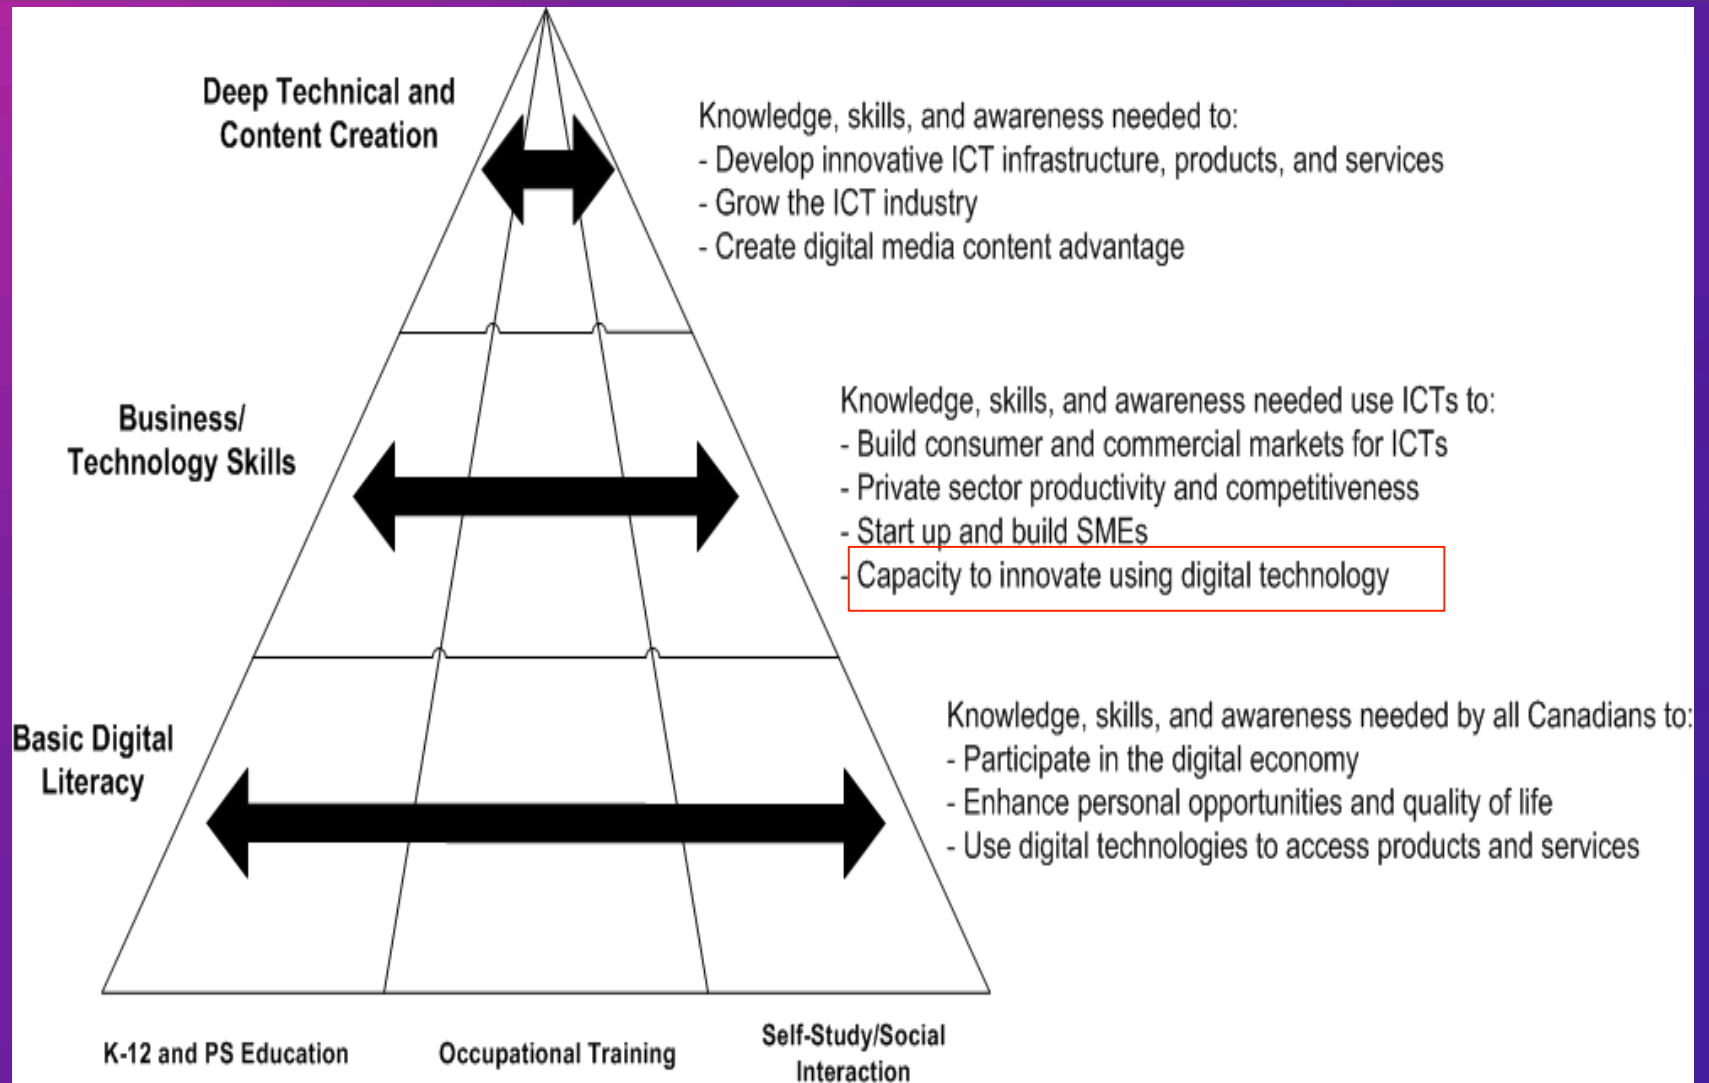 Deep Technical and
Content Creation
Knowledge, skills, and awareness needed to:
- Develop innovative ICT infrastructure, products, and services
- Grow the ICT industry
- Create digital media content advantage
Business/
Technology Skills
Knowledge, skills, and awareness needed use ICTs to:
- Build consumer and commercial markets for ICTs
- Private sector productivity and competitiveness
- Start up and build SMEs
- Capacity to innovate using digital technology
Basic Digital
Literacy
Knowledge, skills, and awareness needed by all Canadians to:
- Participate in the digital economy
- Enhance personal opportunities and quality of life
- Use digital technologies to access products and services
K-12 and PS Education
Occupational Training
Self-Study/Social
Interaction